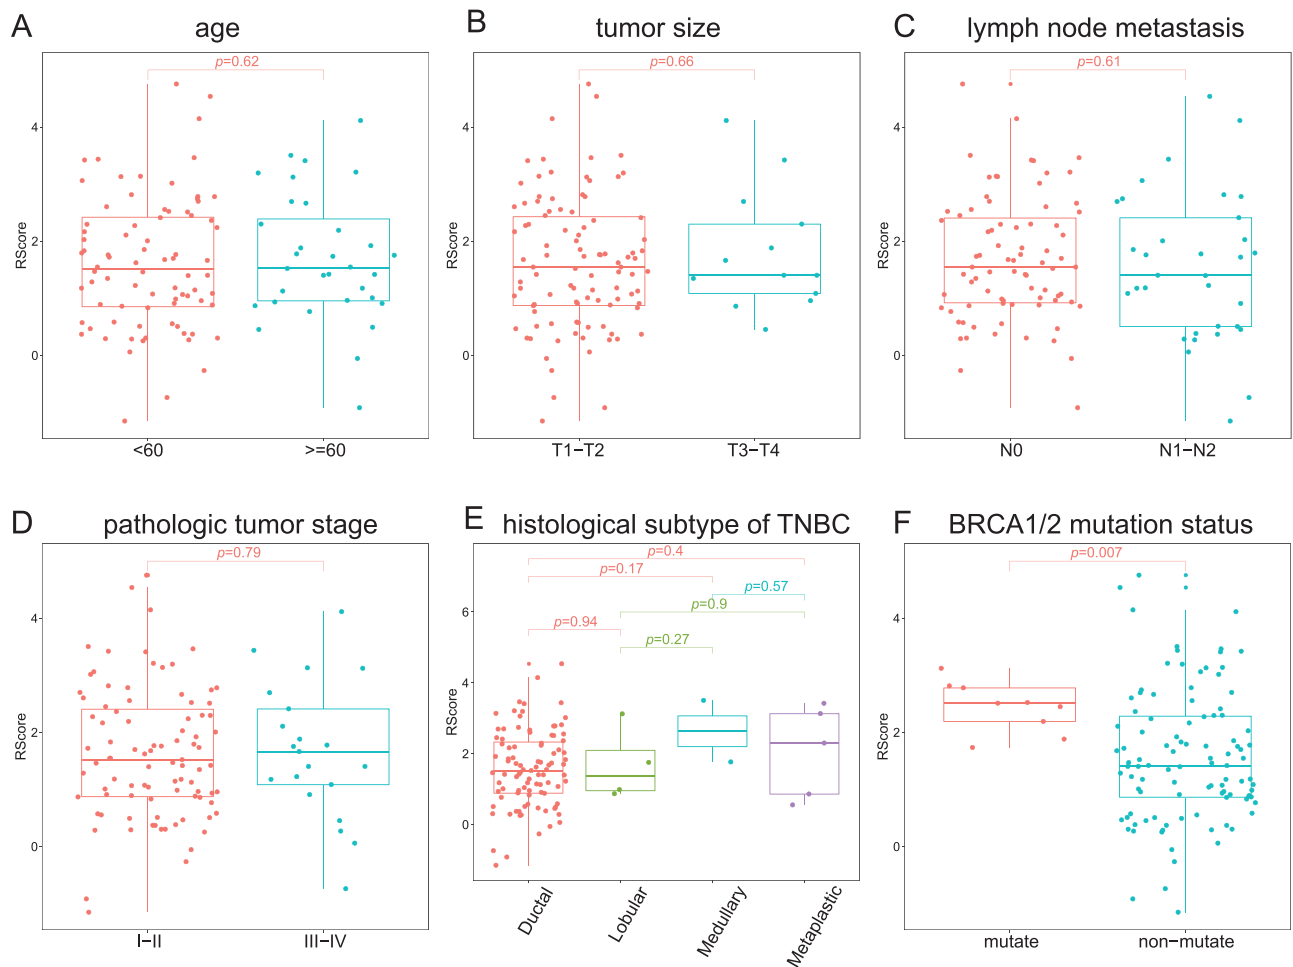 A
age
p=0.62
RScore
4
2
0
<60
>=60
B
tumor size
p=0.66
RScore
4
2
0
T1−T2
T3−T4
C
lymph node metastasis
p=0.61
RScore
4
2
0
N0
N1−N2
D
pathologic tumor stage
p=0.79
RScore
4
2
0
I−II
III−IV
E
histological subtype of TNBC
p=0.4
p=0.17
p=0.57
p=0.9
p=0.94
p=0.27
RScore
6
4
2
0
Ductal
Lobular
Medullary
Metaplastic
F
BRCA1/2 mutation status
p=0.007
RScore
4
2
0
mutate
non−mutate